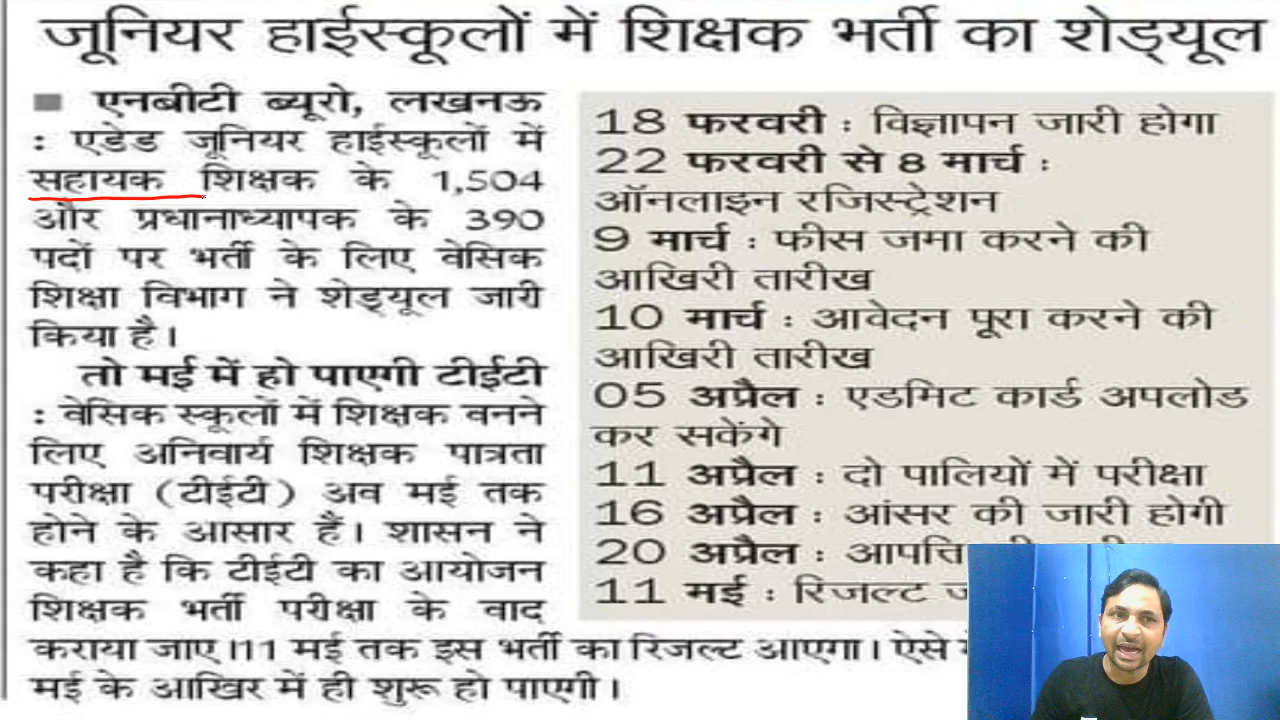 जूनियर हाईस्कूलों में शिक्षक भर्ती का शेड्यूल
एनबीटी ब्यूरो, लखनऊ
: एडेड जूनियर हाईस्कूलों में
सहायक शिक्षक के 1,504
और प्रधानाध्यापक के 390
पदों पर भर्ती के लिए बेसिक
शिक्षा विभाग ने शेड्यूल जारी
किया है।
तो मई में हो पाएगी टीईटी
: बेसिक स्कूलों में शिक्षक बनने
लिए अनिवार्य शिक्षक पात्रता
परीक्षा (टीईटी) अब मई तक
होने के आसार हैं। शासन ने
कहा है कि टीईटी का आयोजन
शिक्षक भर्ती परीक्षा के बाद
कराया जाए।11 मई तक इस भर्ती का रिजल्ट आएगा। ऐसे
मई के आखिर में ही शुरू हो पाएगी।
18 फरवरी : विज्ञापन जारी होगा
22 फरवरी से 8 मार्च :
ऑनलाइन रजिस्ट्रेशन
9 मार्च : फीस जमा करने की
आखिरी तारीख
10 मार्च : आवेदन पूरा करने की
आखिरी तारीख
05 अप्रैल : एडमिट कार्ड अपलोड
कर सकेंगे
11 अप्रैल : दो पालियों में परीक्षा
16 अप्रैल : आंसर की जारी होगी
20 अप्रैल : आपत्ति
11 मई : रिजल्ट